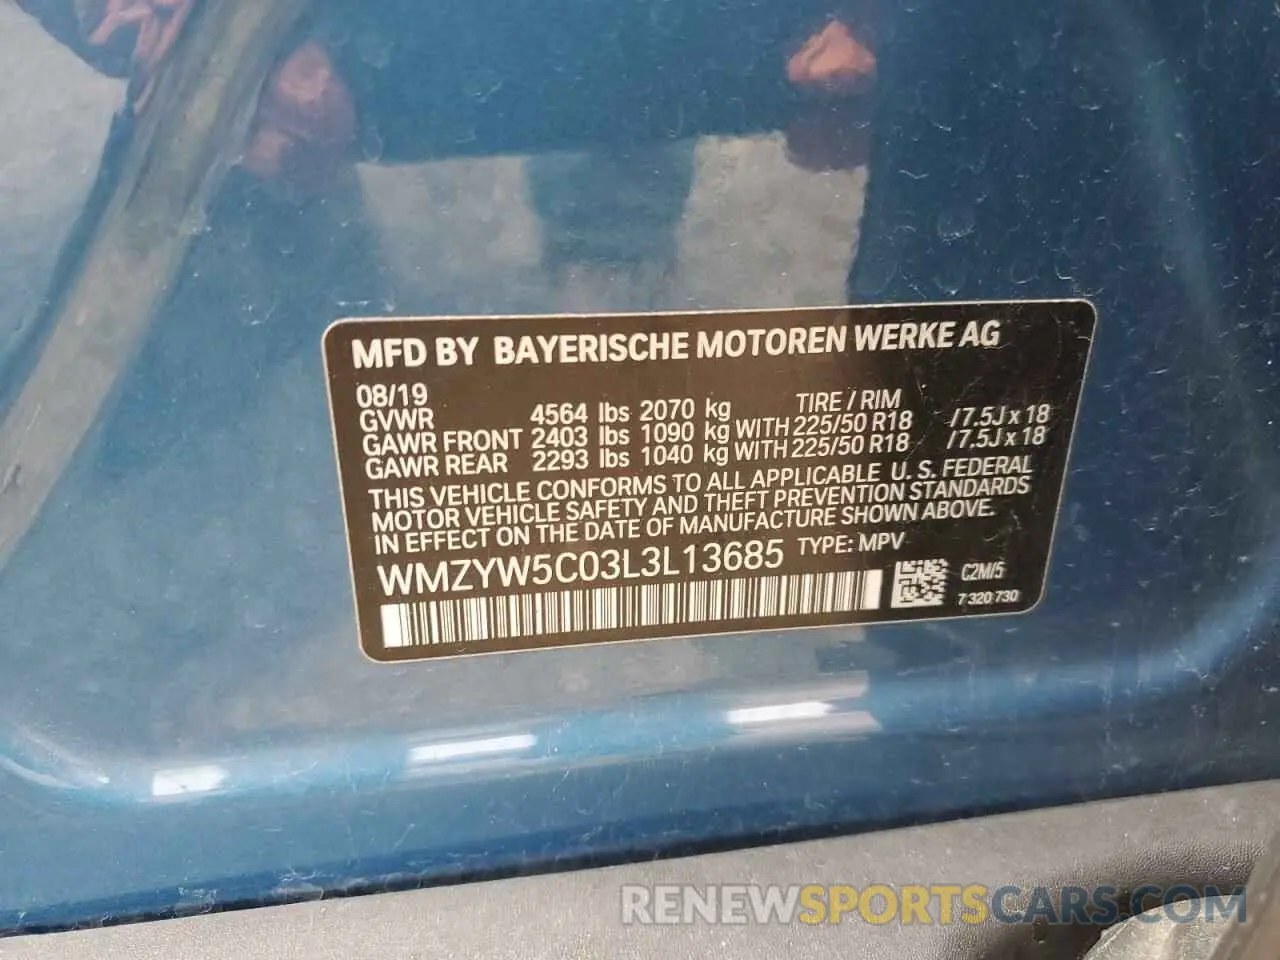 MFD BY BAYERISCHE MOTOREN WERKE AG
08/19 TIRE / RIM
GVWR 4564 lbs 2070 kg
GAWR FRONT 2403 lbs 1090 kg WITH 225/50 R18 /7.5J x 18
GAWR REAR 2293 lbs 1040 kg WITH 225/50 R18 /7.5J x 18
THIS VEHICLE CONFORMS TO ALL APPLICABLE U. S. FEDERAL
MOTOR VEHICLE SAFETY AND THEFT PREVENTION STANDARDS
IN EFFECT ON THE DATE OF MANUFACTURE SHOWN ABOVE.
WMZYW5C03L3L13685 TYPE: MPV
C2M/5
7 320 730
RENEWSPORTSCARS.COM